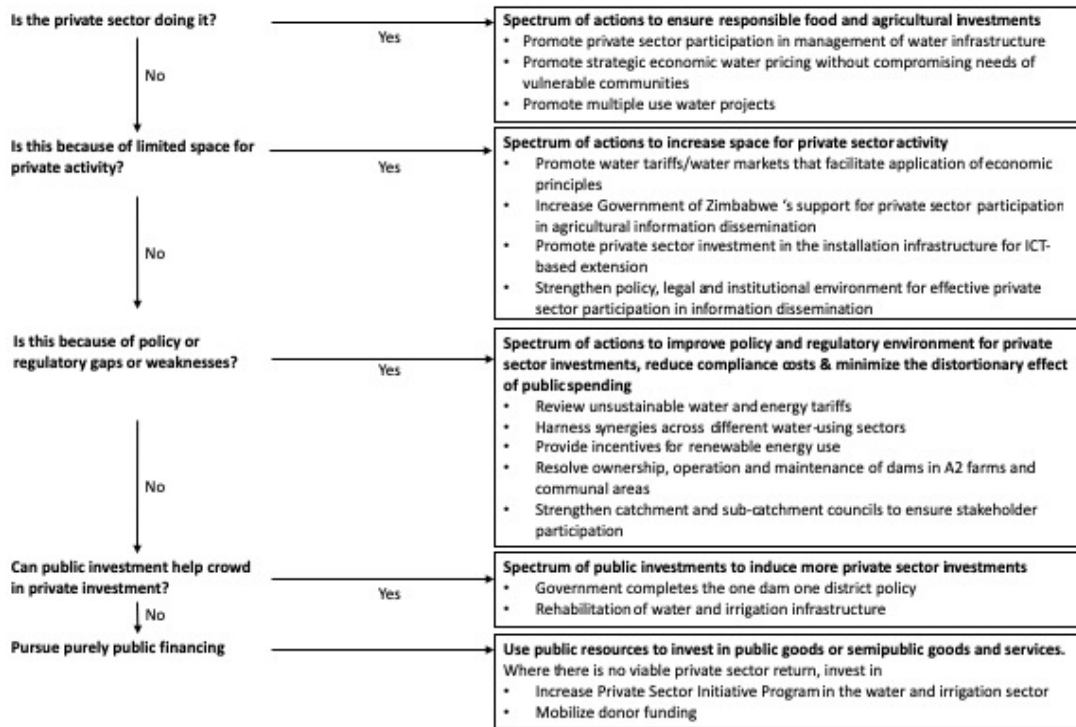 Is the private sector doing it?
Yes
No
Spectrum of actions to ensure responsible food and agricultural investments
• Promote private sector participation in management of water infrastructure
• Promote strategic economic water pricing without compromising needs of
vulnerable communities
• Promote multiple use water projects
Is this because of limited space for
private activity?
Yes
No
Spectrum of actions to increase space for private sector activity
• Promote water tariffs/water markets that facilitate application of economic
principles
• Increase Government of Zimbabwe 's support for private sector participation
in agricultural information dissemination
• Promote private sector investment in the installation infrastructure for ICT-
based extension
• Strengthen policy, legal and institutional environment for effective private
sector participation in information dissemination
Is this because of policy or
regulatory gaps or weaknesses?
Yes
No
Spectrum of actions to improve policy and regulatory environment for private
sector investments, reduce compliance costs & minimize the distortionary effect
of public spending
• Review unsustainable water and energy tariffs
• Harness synergies across different water-using sectors
• Provide incentives for renewable energy use
• Resolve ownership, operation and maintenance of dams in A2 farms and
communal areas
• Strengthen catchment and sub-catchment councils to ensure stakeholder
participation
Can public investment help crowd
in private investment?
Yes
No
Spectrum of public investments to induce more private sector investments
• Government completes the one dam one district policy
• Rehabilitation of water and irrigation infrastructure
Pursue purely public financing
Use public resources to invest in public goods or semipublic goods and services.
Where there is no viable private sector return, invest in
• Increase Private Sector Initiative Program in the water and irrigation sector
• Mobilize donor funding